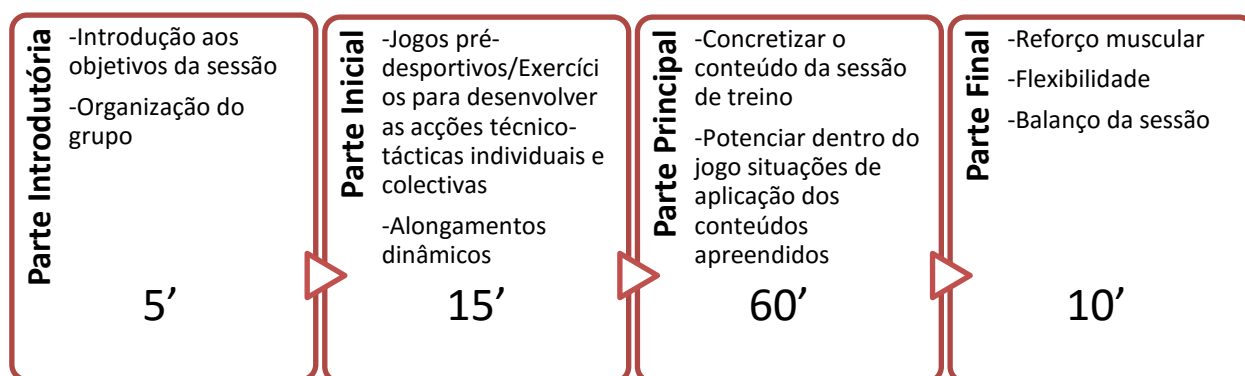 Parte Introdutória
-Introdução aos
objetivos da sessão
-Organização do
grupo
5’
Parte Inicial
-Jogos pré-
desportivos/Exercíci
os para desenvolver
as acções técnico-
tácticas individuais e
colectivas
-Alongamentos
dinâmicos
15’
Parte Principal
-Concretizar o
conteúdo da sessão
de treino
-Potenciar dentro do
jogo situações de
aplicação dos
conteúdos
apreendidos
60’
Parte Final
-Reforço muscular
-Flexibilidade
-Balanço da sessão
10’